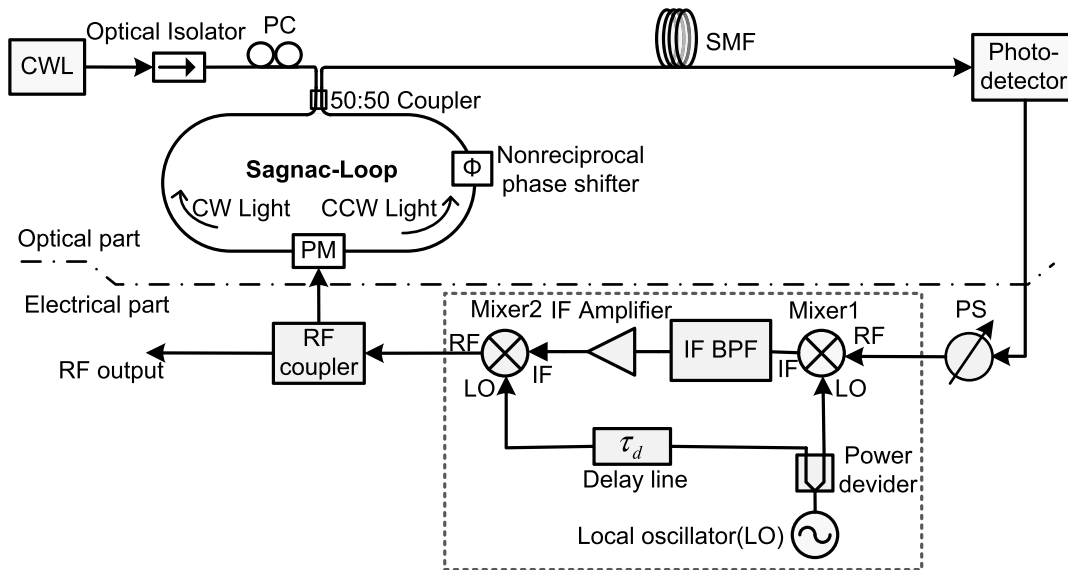 CWL
Optical Isolator
PC
SMF
Photo-
detector
50:50 Coupler
Sagnac-Loop
Φ
Nonreciprocal
phase shifter
CW Light
CCW Light
PM
Optical part
Electrical part
RF output
RF
coupler
Mixer2
RF
LO
IF
IF Amplifier
IF BPF
Mixer1
IF
RF
LO
PS
τd
Delay line
Power
devider
Local oscillator(LO)